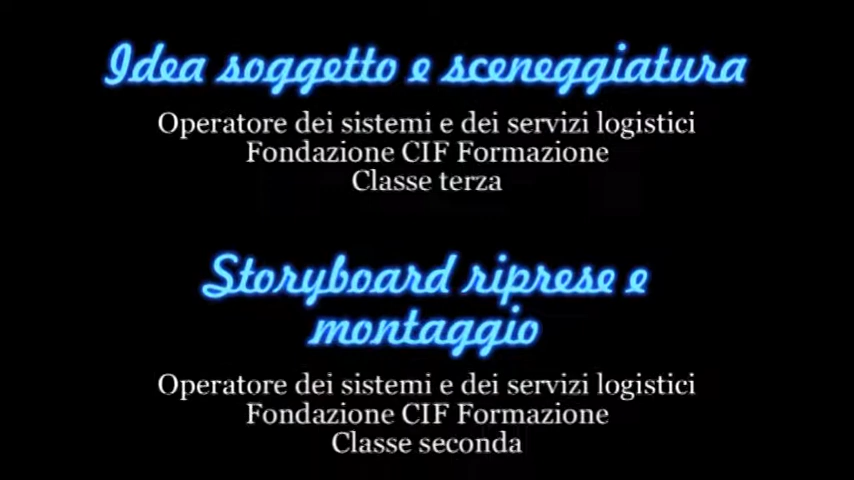 Idea soggetto e sceneggiatura
Operatore dei sistemi e dei servizi logistici
Fondazione CIF Formazione
Classe terza
Storyboard riprese e
montaggio
Operatore dei sistemi e dei servizi logistici
Fondazione CIF Formazione
Classe seconda